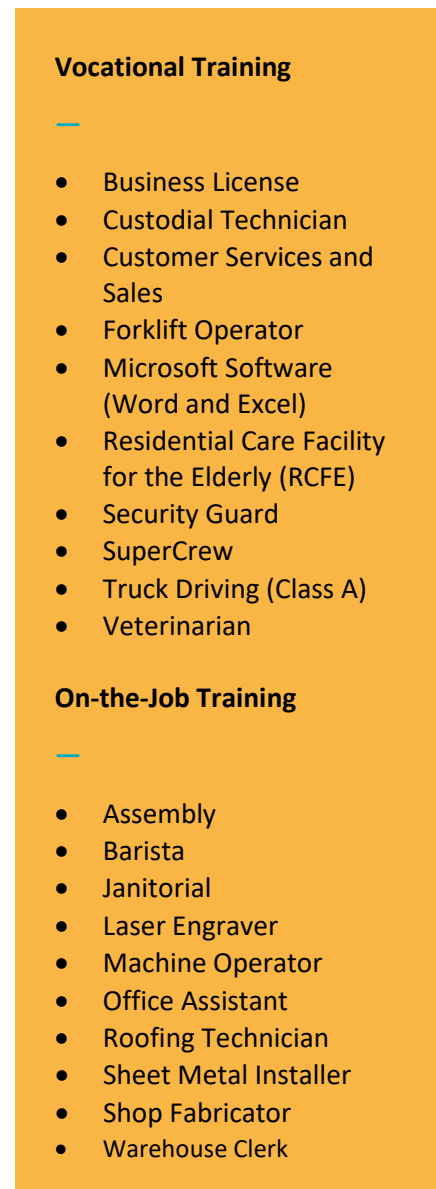 Vocational Training
—
• Business License
• Custodial Technician
• Customer Services and
Sales
• Forklift Operator
• Microsoft Software
(Word and Excel)
• Residential Care Facility
for the Elderly (RCFE)
• Security Guard
• SuperCrew
• Truck Driving (Class A)
• Veterinarian
On-the-Job Training
—
• Assembly
• Barista
• Janitorial
• Laser Engraver
• Machine Operator
• Office Assistant
• Roofing Technician
• Sheet Metal Installer
• Shop Fabricator
• Warehouse Clerk